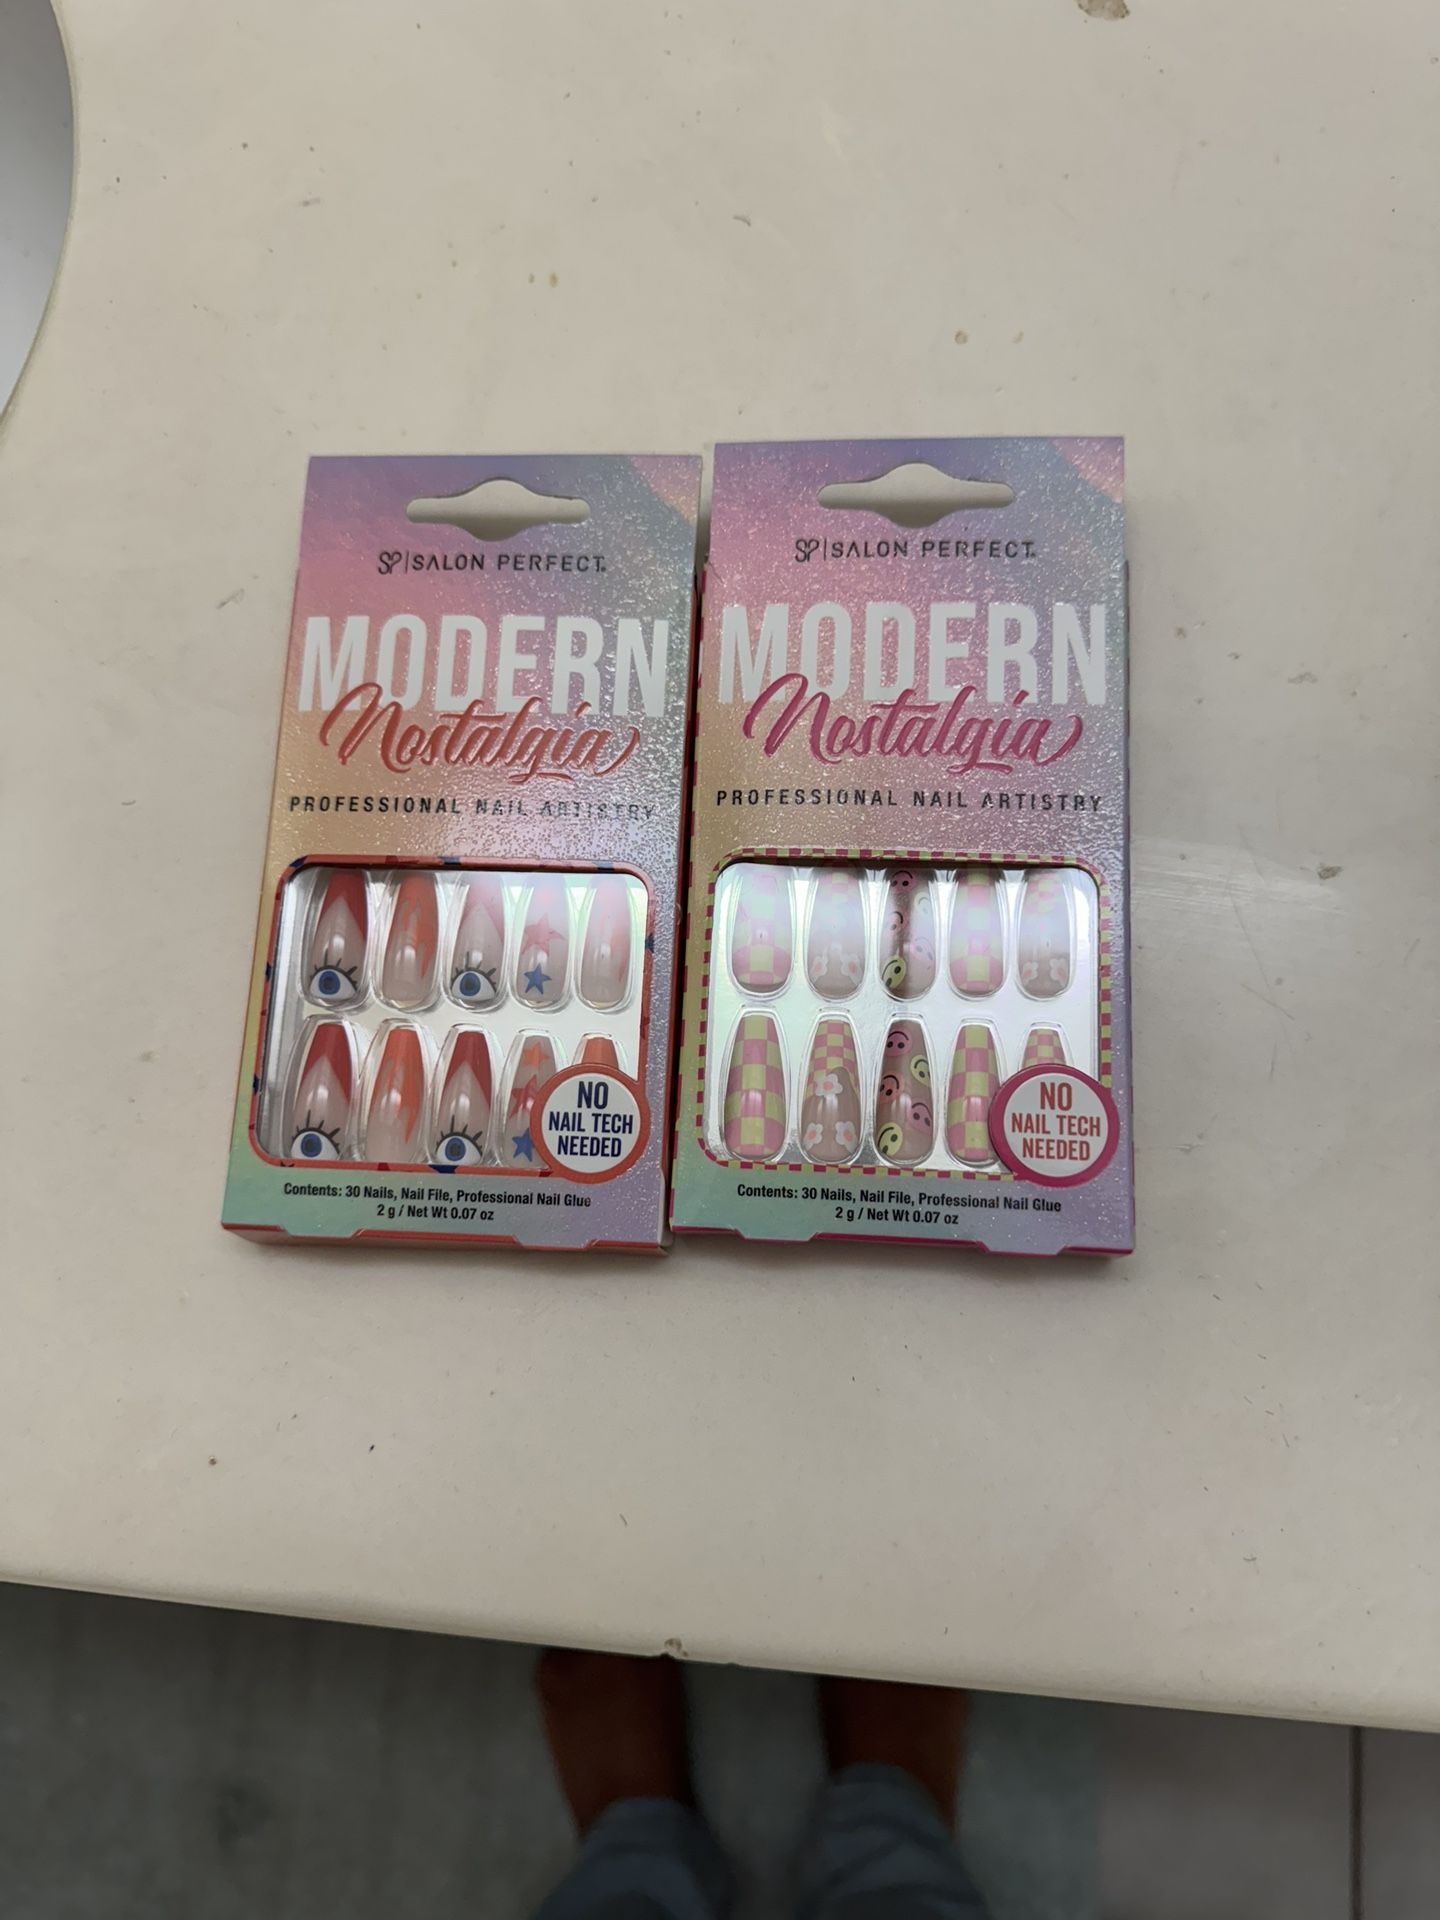 SP|SALON PERFECT.
MODERN
Nostalgia
PROFESSIONAL NAIL ARTISTRY
NO
NAIL TECH
NEEDED
Contents: 30 Nails, Nail File, Professional Nail Glue
2 g / Net Wt 0.07 oz
SP|SALON PERFECT.
MODERN
Nostalgia
PROFESSIONAL NAIL ARTISTRY
NO
NAIL TECH
NEEDED
Contents: 30 Nails, Nail File, Professional Nail Glue
2 g / Net Wt 0.07 oz